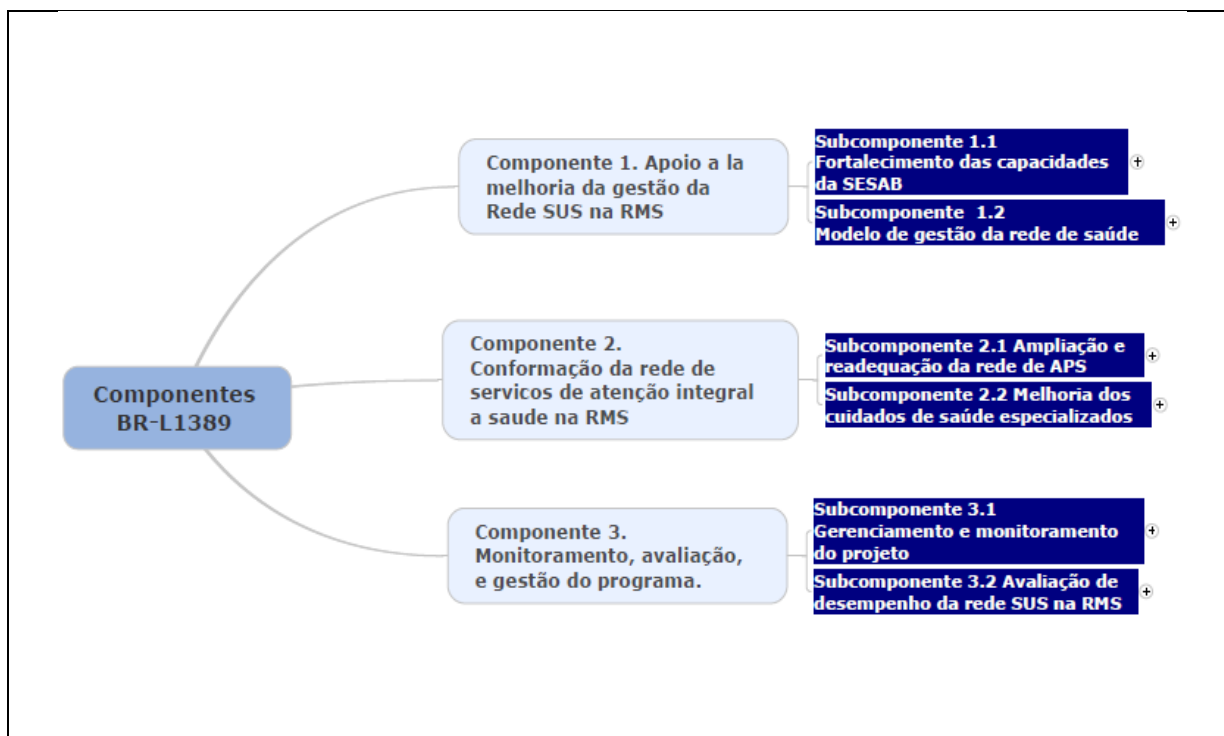 Componentes
BR-L1389
Componente 1. Apoio a la
melhoria da gestão da
Rede SUS na RMS
Subcomponente 1.1
Fortalecimento das capacidades
da SESAB
Subcomponente  1.2
Modelo de gestão da rede de saúde
Componente 2.
Conformação da rede de
servicos de atenção integral
a saude na RMS
Subcomponente 2.1 Ampliação e
readequação da rede de APS
Subcomponente 2.2 Melhoria dos
cuidados de saúde especializados
Componente 3.
Monitoramento, avaliação,
e gestão do programa.
Subcomponente 3.1
Gerenciamento e monitoramento
do projeto
Subcomponente 3.2 Avaliação de
desempenho da rede SUS na RMS